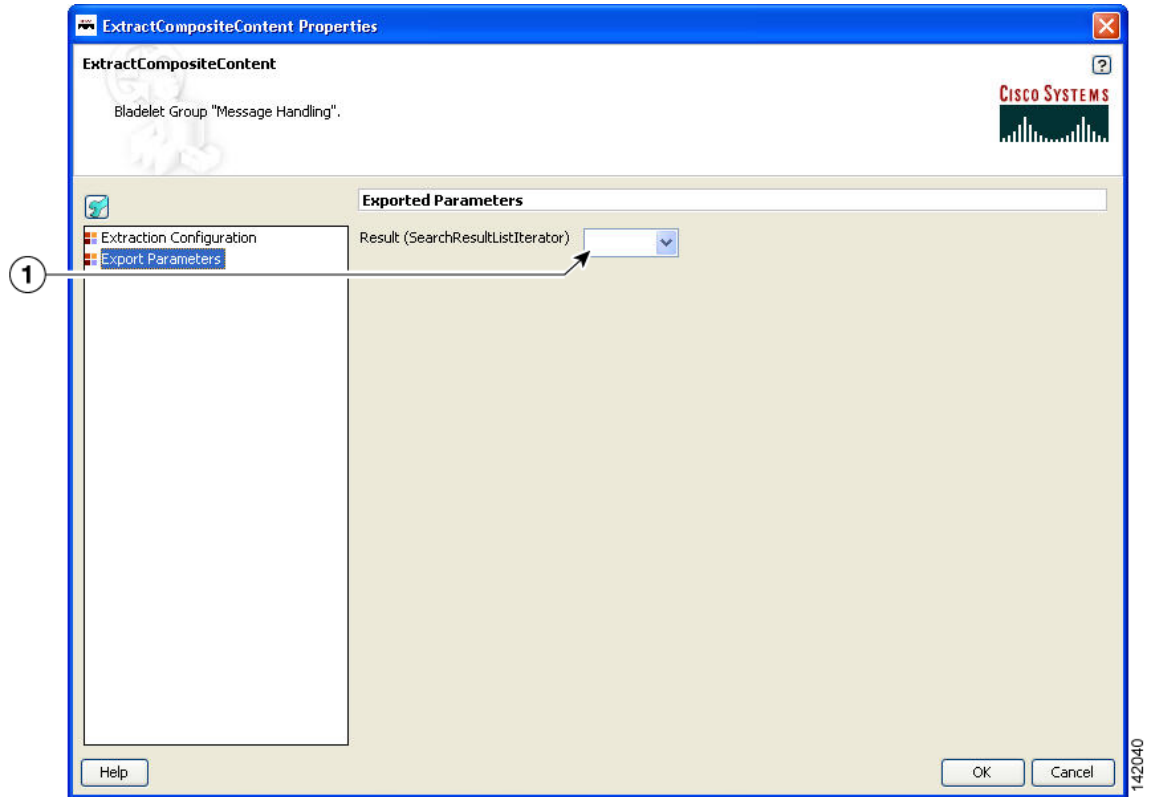 ExtractCompositeContent Properties
ExtractCompositeContent
?
Bladelet Group "Message Handling".
CISCO SYSTEMS
Exported Parameters
Extraction Configuration
Result (SearchResultListIterator)
Export Parameters
1
Help
OK
Cancel
142040